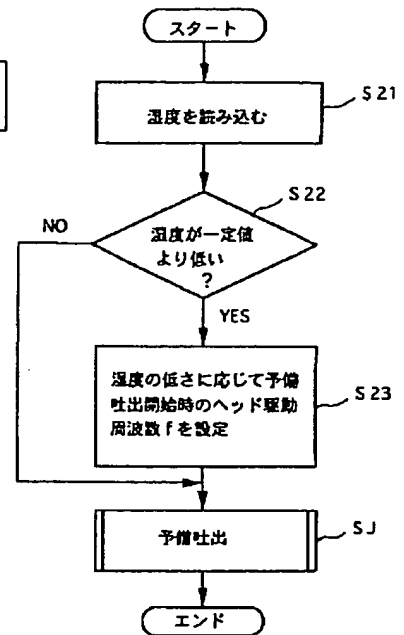 スタート
温度を読み込む
S21
S22
NO
温度が一定値
より低い
?
YES
温度の低さに応じて予備
吐出開始時のヘッド駆動
周波数fを設定
S23
予備吐出
SJ
エンド